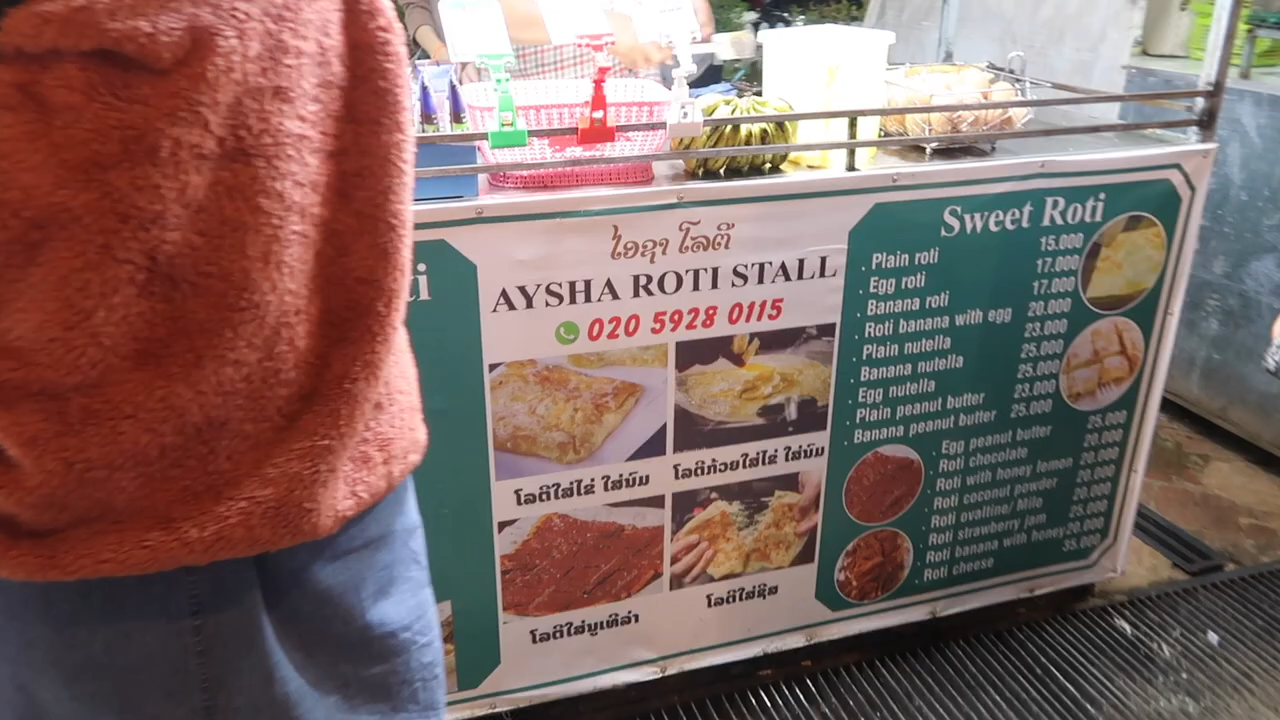 ti
ໄອຊາ ໂລຕີ
AYSHA ROTI STALL
020 5928 0115
ໂລຕີໃສ່ໄຂ່ ໃສ່ນົມ
ໂລຕີກ້ວຍໃສ່ໄຂ່ ໃສ່ນົມ
ໂລຕີໃສ່ນູເທີລ່າ
ໂລຕີໃສ່ຊີສ
Sweet Roti
. Plain roti 15.000
. Egg roti 17.000
. Banana roti 17.000
. Roti banana with egg 20.000
. Plain nutella 23.000
. Banana nutella 25.000
. Egg nutella 25.000
. Plain peanut butter 23.000
. Banana peanut butter 25.000
. Egg peanut butter 25.000
. Roti chocolate 20.000
. Roti with honey lemon 20.000
. Roti coconut powder 20.000
. Roti ovaltine/ Milo 20.000
. Roti strawberry jam 25.000
. Roti banana with honey 20.000
. Roti cheese 35.000